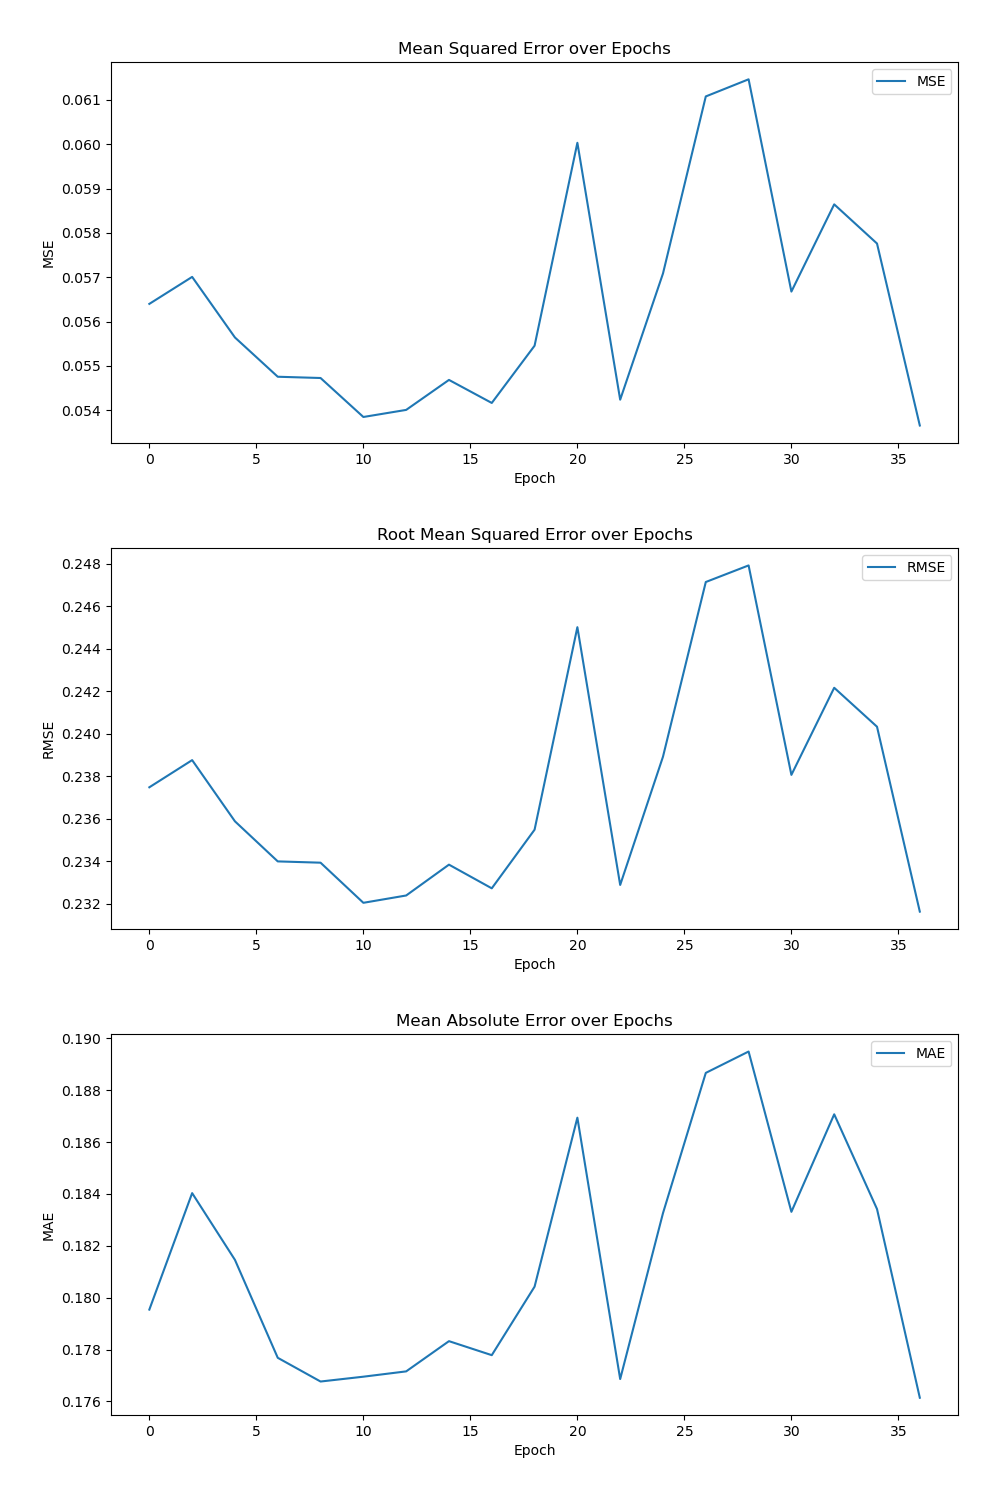 Mean Squared Error over Epochs
MSE
0.061
0.060
0.059
0.058
0.057
0.056
0.055
0.054
MSE
0 5 10 15 20 25 30 35
Epoch
Root Mean Squared Error over Epochs
RMSE
0.248
0.246
0.244
0.242
0.240
0.238
0.236
0.234
0.232
RMSE
0 5 10 15 20 25 30 35
Epoch
Mean Absolute Error over Epochs
MAE
0.190
0.188
0.186
0.184
0.182
0.180
0.178
0.176
MAE
0 5 10 15 20 25 30 35
Epoch